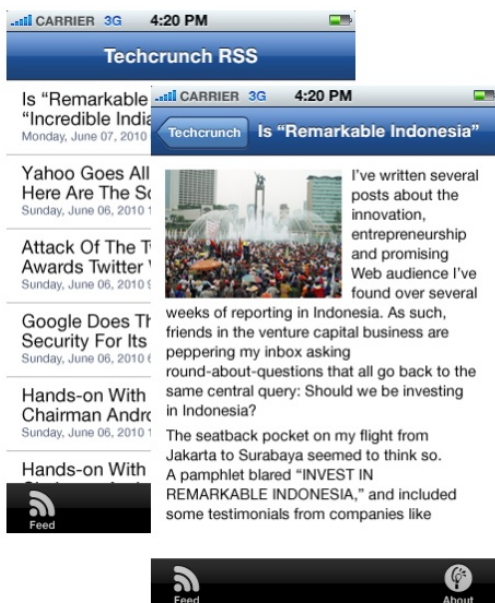 CARRIER 3G 4:20 PM
Techcrunch RSS
Is “Remarkable
“Incredible India
Monday, June 07, 2010
Yahoo Goes All
Here Are The
Sunday, June 06, 2010
Attack Of The
Awards Twitter
Sunday, June 06, 2010
Google Does
Security For Its
Sunday, June 06, 2010
Hands-on With
Chairman
Sunday, June 06, 2010
Hands-on With
Feed
CARRIER 3G 4:20 PM
Techcrunch
Is “Remarkable Indonesia”
I’ve written several
posts about the
innovation,
entrepreneurship
and promising
Web audience I’ve
found over several
weeks of reporting in Indonesia. As such,
friends in the venture capital business are
peppering my inbox asking
round-about-questions that all go back to the
same central query: Should we be investing
in Indonesia?
The seatback pocket on my flight from
Jakarta to Surabaya seemed to think so.
A pamphlet blared “INVEST IN
REMARKABLE INDONESIA,” and included
some testimonials from companies like
Feed
About